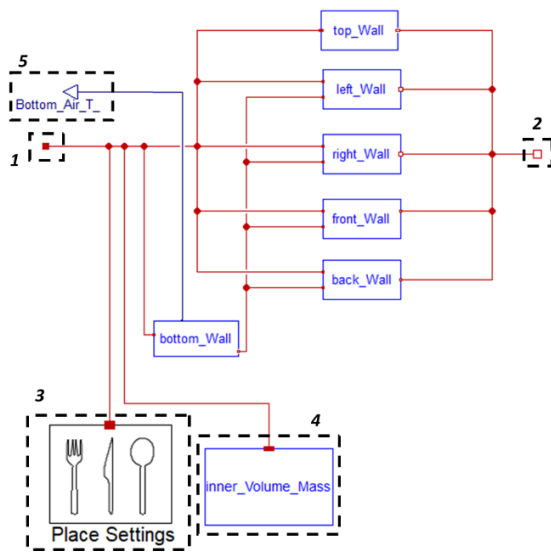 top_Wall
5
left_Wall
Bottom_Air_T_
2
1
right_Wall
front_Wall
back_Wall
bottom_Wall
3
4
inner_Volume_Mass
Place Settings